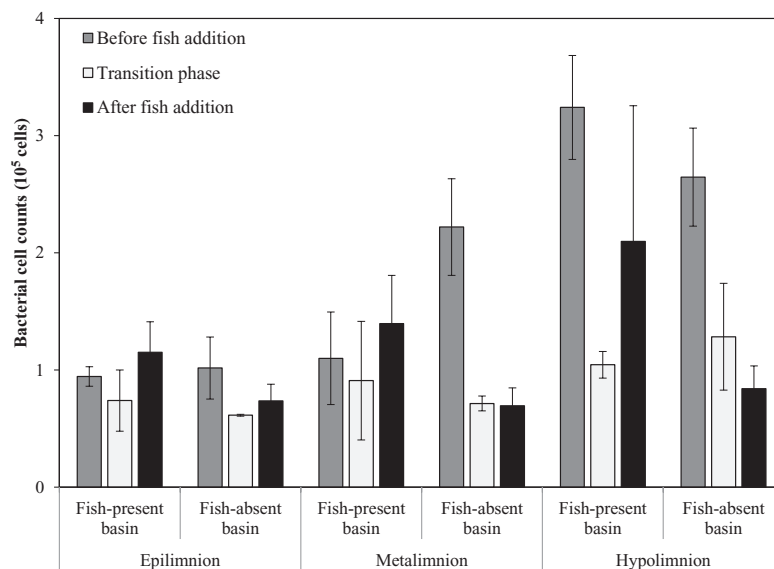 4
3
2
1
0
Bacterial cell counts (10⁵ cells)
Before fish addition
Transition phase
After fish addition
Fish-present basin
Fish-absent basin
Fish-present basin
Fish-absent basin
Fish-present basin
Fish-absent basin
Epilimnion
Metalimnion
Hypolimnion